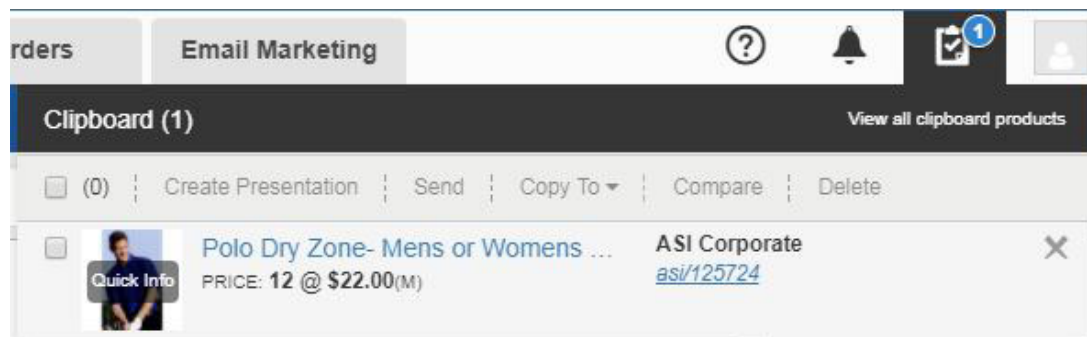 rders Email Marketing 1
Clipboard (1) View all clipboard products
(0) Create Presentation Send Copy To Compare Delete
Polo Dry Zone- Mens or Womens ... ASI Corporate
Quick Info PRICE: 12 @ $22.00(M) asi/125724